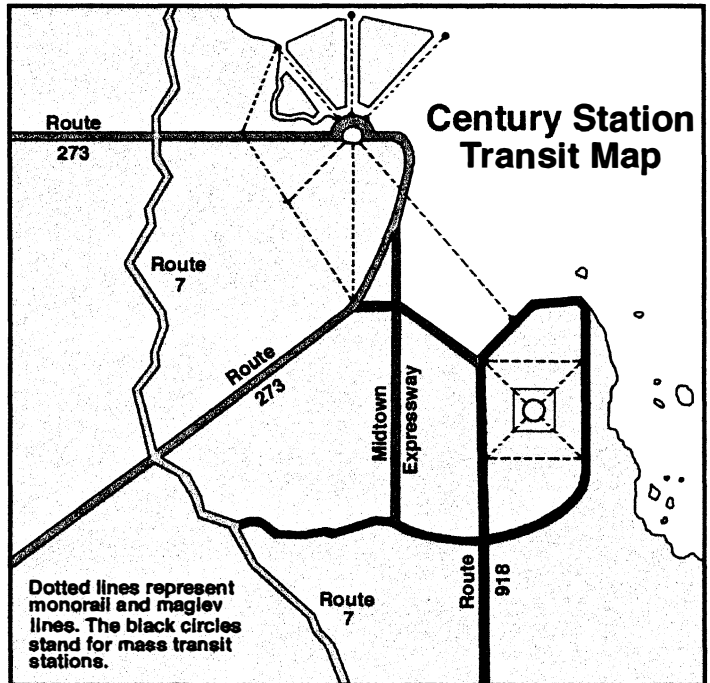 Century Station
Transit Map
Route
273
Route
7
Route
273
Midtown
Expressway
Route
918
Route
7
Dotted lines represent
monorail and maglev
lines. The black circles
stand for mass transit
stations.